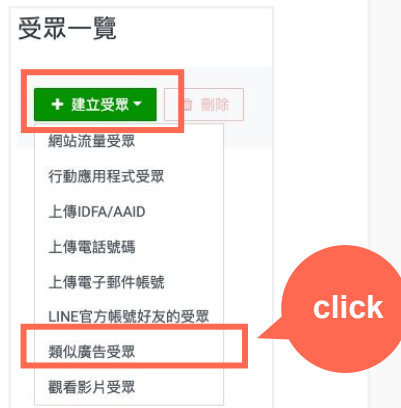 受眾一覽
+ 建立受眾
刪除
網站流量受眾
行動應用程式受眾
上傳IDFA/AAID
上傳電話號碼
上傳電子郵件帳號
LINE官方帳號好友的受眾
click
類似廣告受眾
觀看影片受眾